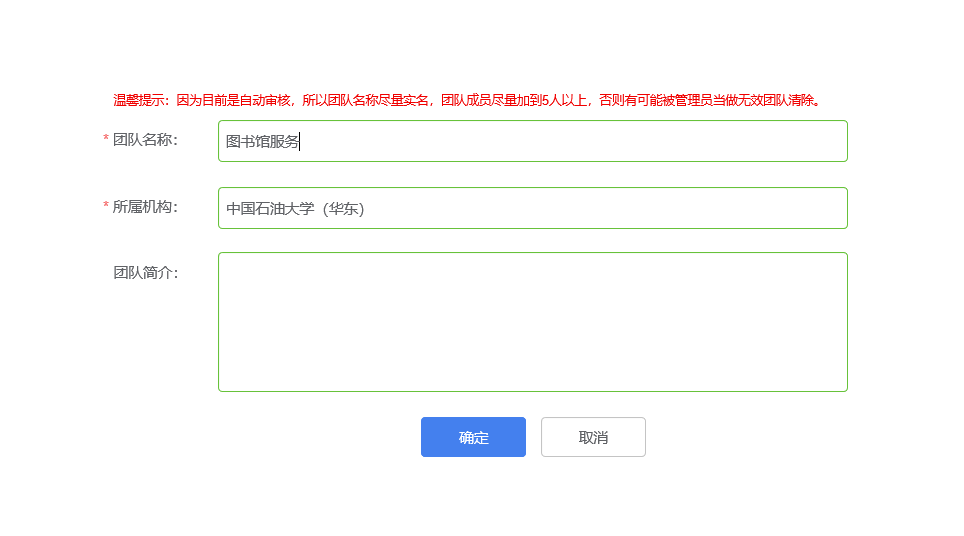 温馨提示：因为目前是自动审核，所以团队名称尽量实名，团队成员尽量加到5人以上，否则有可能被管理员当做无效团队清除。
* 团队名称： 图书馆服务
* 所属机构： 中国石油大学（华东）
团队简介：
确定 取消